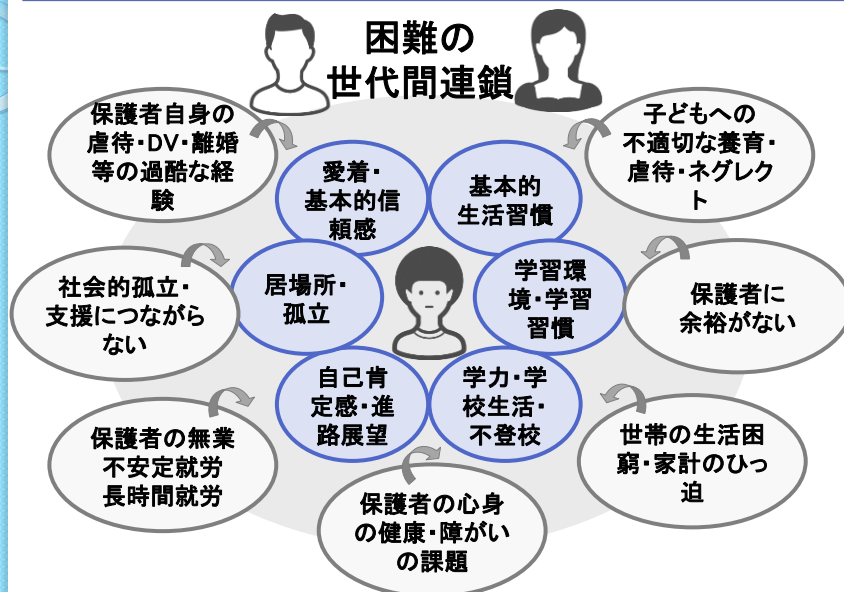 困難の
世代間連鎖
保護者自身の
虐待・DV・離婚
等の過酷な経
験
子どもへの
不適切な養育・
虐待・ネグレク
ト
愛着・
基本的信
頼感
基本的
生活習慣
社会的孤立・
支援につながら
ない
居場所・
孤立
学習環
境・学習
習慣
保護者に
余裕がない
自己肯
定感・進
路展望
学力・学
校生活・
不登校
保護者の無業
不安定就労
長時間就労
世帯の生活困
窮・家計のひっ
迫
保護者の心身
の健康・障がい
の課題